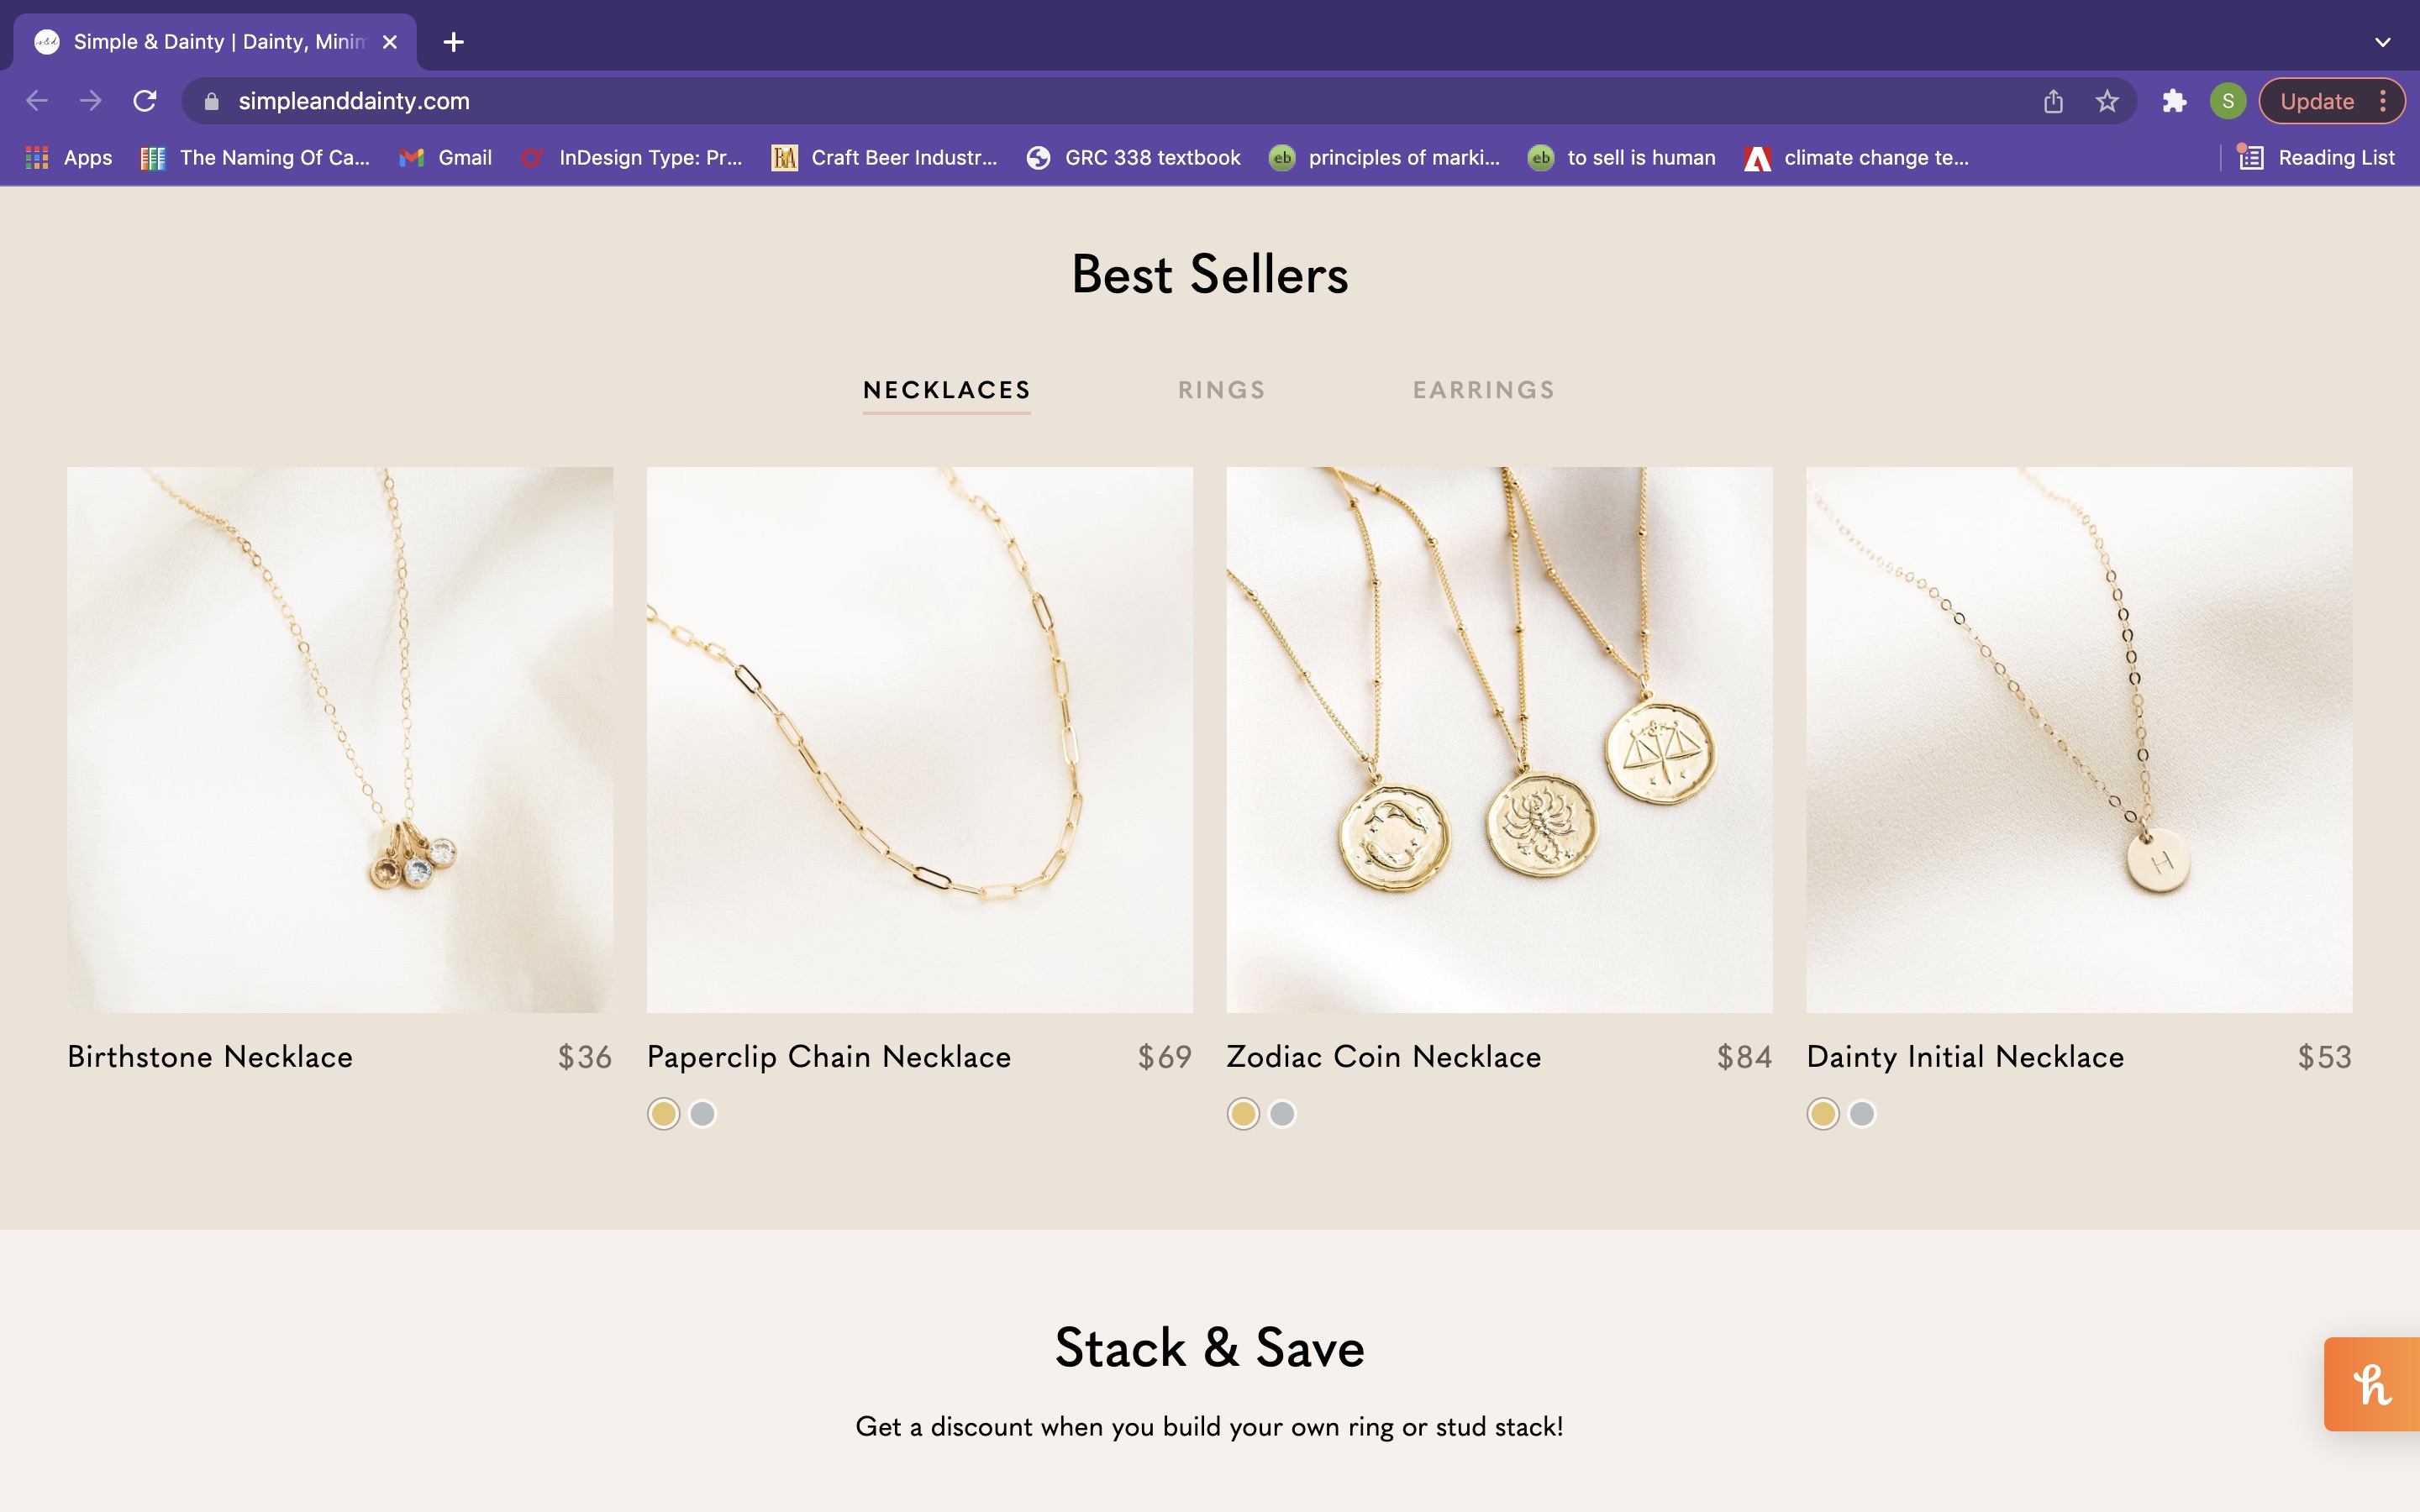 Simple & Dainty | Dainty, Minim
simpleanddainty.com
S
Update
Apps
The Naming Of Ca...
Gmail
InDesign Type: Pr...
BA
Craft Beer Industr...
GRC 338 textbook
eb
principles of marki...
eb
to sell is human
climate change te...
Reading List
Best Sellers
NECKLACES
RINGS
EARRINGS
H
Birthstone Necklace
$36
Paperclip Chain Necklace
$69
Zodiac Coin Necklace
$84
Dainty Initial Necklace
$53
Stack & Save
h
Get a discount when you build your own ring or stud stack!